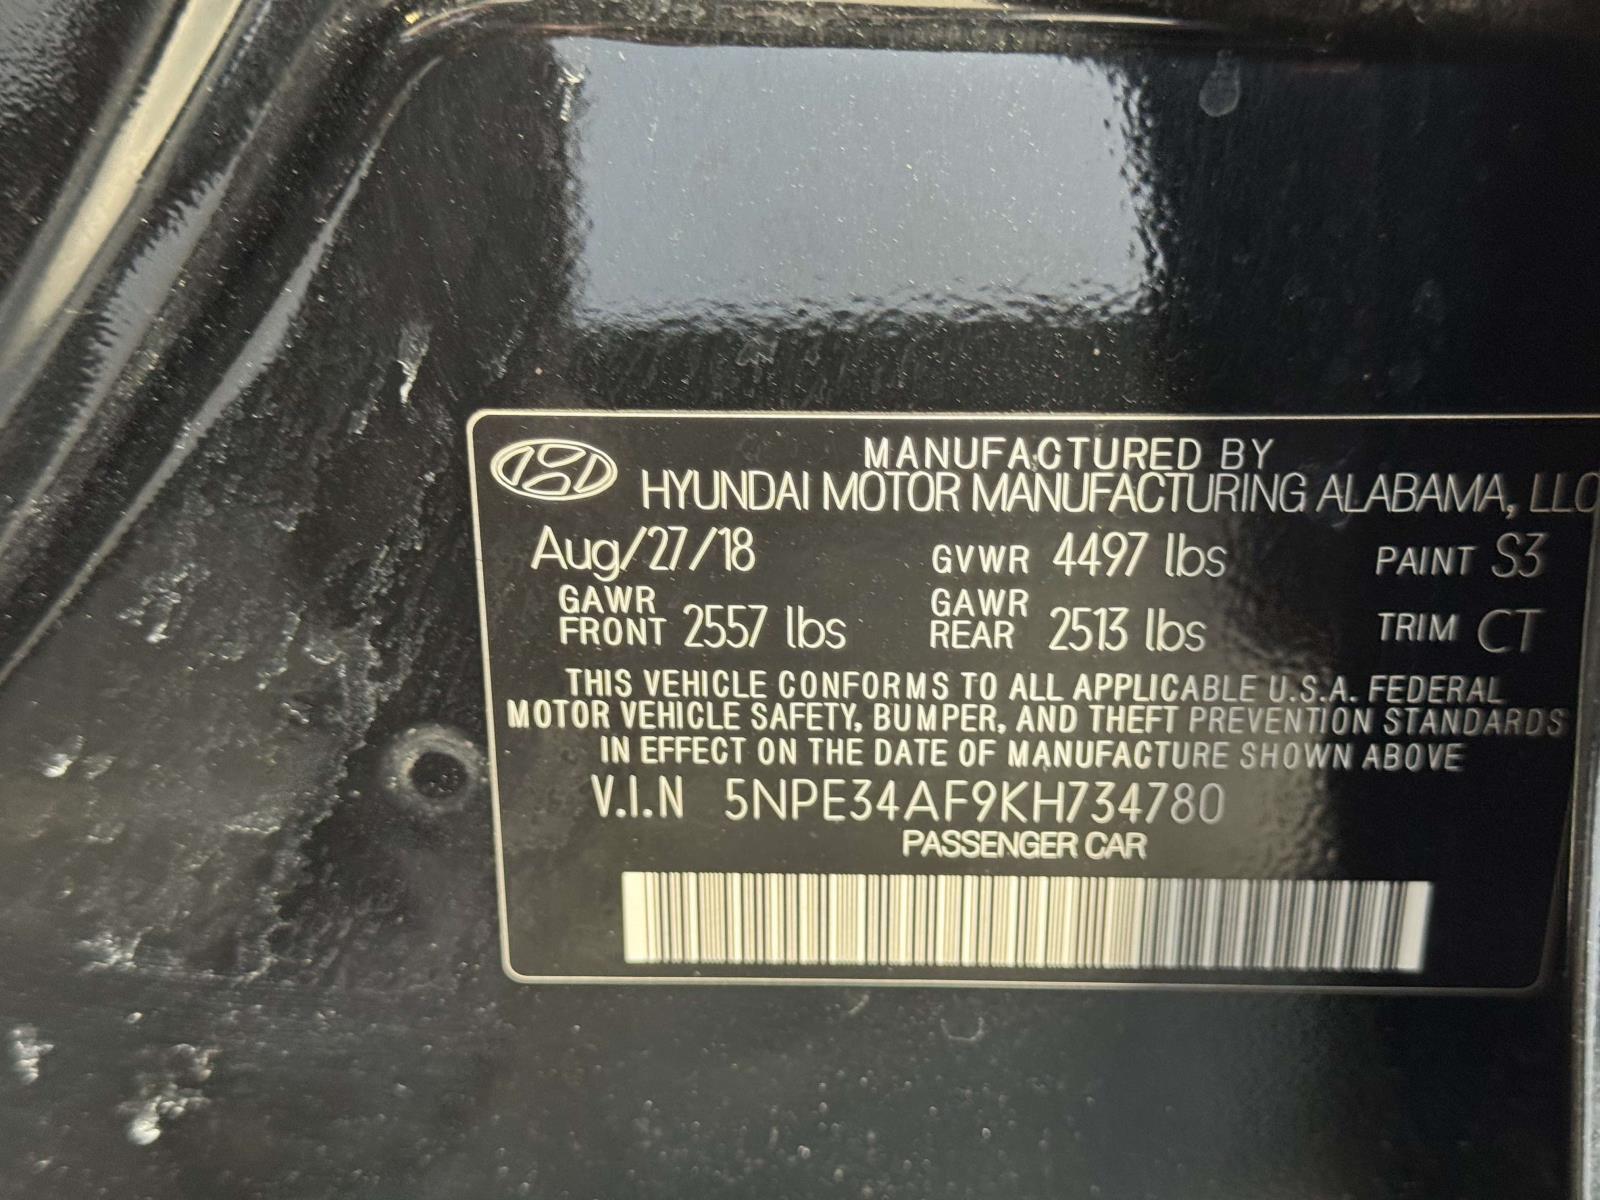 MANUFACTURED BY
HYUNDAI MOTOR MANUFACTURING ALABAMA, LLC
Aug/27/18 GVWR 4497 lbs PAINT S3
GAWR FRONT 2557 lbs GAWR REAR 2513 lbs TRIM CT
THIS VEHICLE CONFORMS TO ALL APPLICABLE U.S.A. FEDERAL
MOTOR VEHICLE SAFETY, BUMPER, AND THEFT PREVENTION STANDARDS
IN EFFECT ON THE DATE OF MANUFACTURE SHOWN ABOVE
V.I.N 5NPE34AF9KH734780
PASSENGER CAR